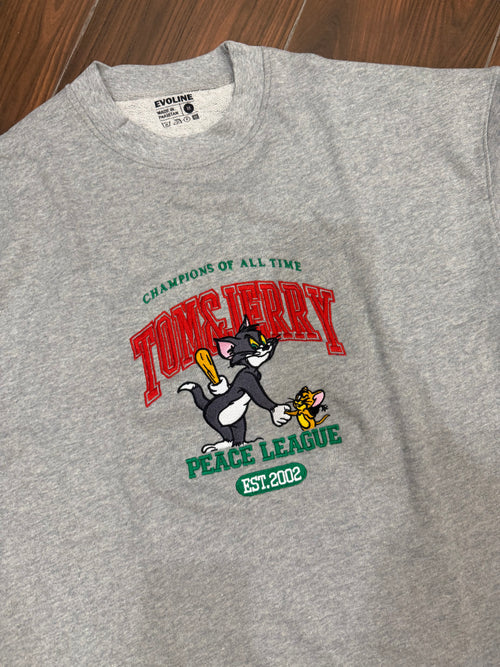 EVOLINE
MADE IN
PAKISTAN
CHAMPIONS OF ALL TIME
TOM&JERRY
PEACE LEAGUE
EST.2002